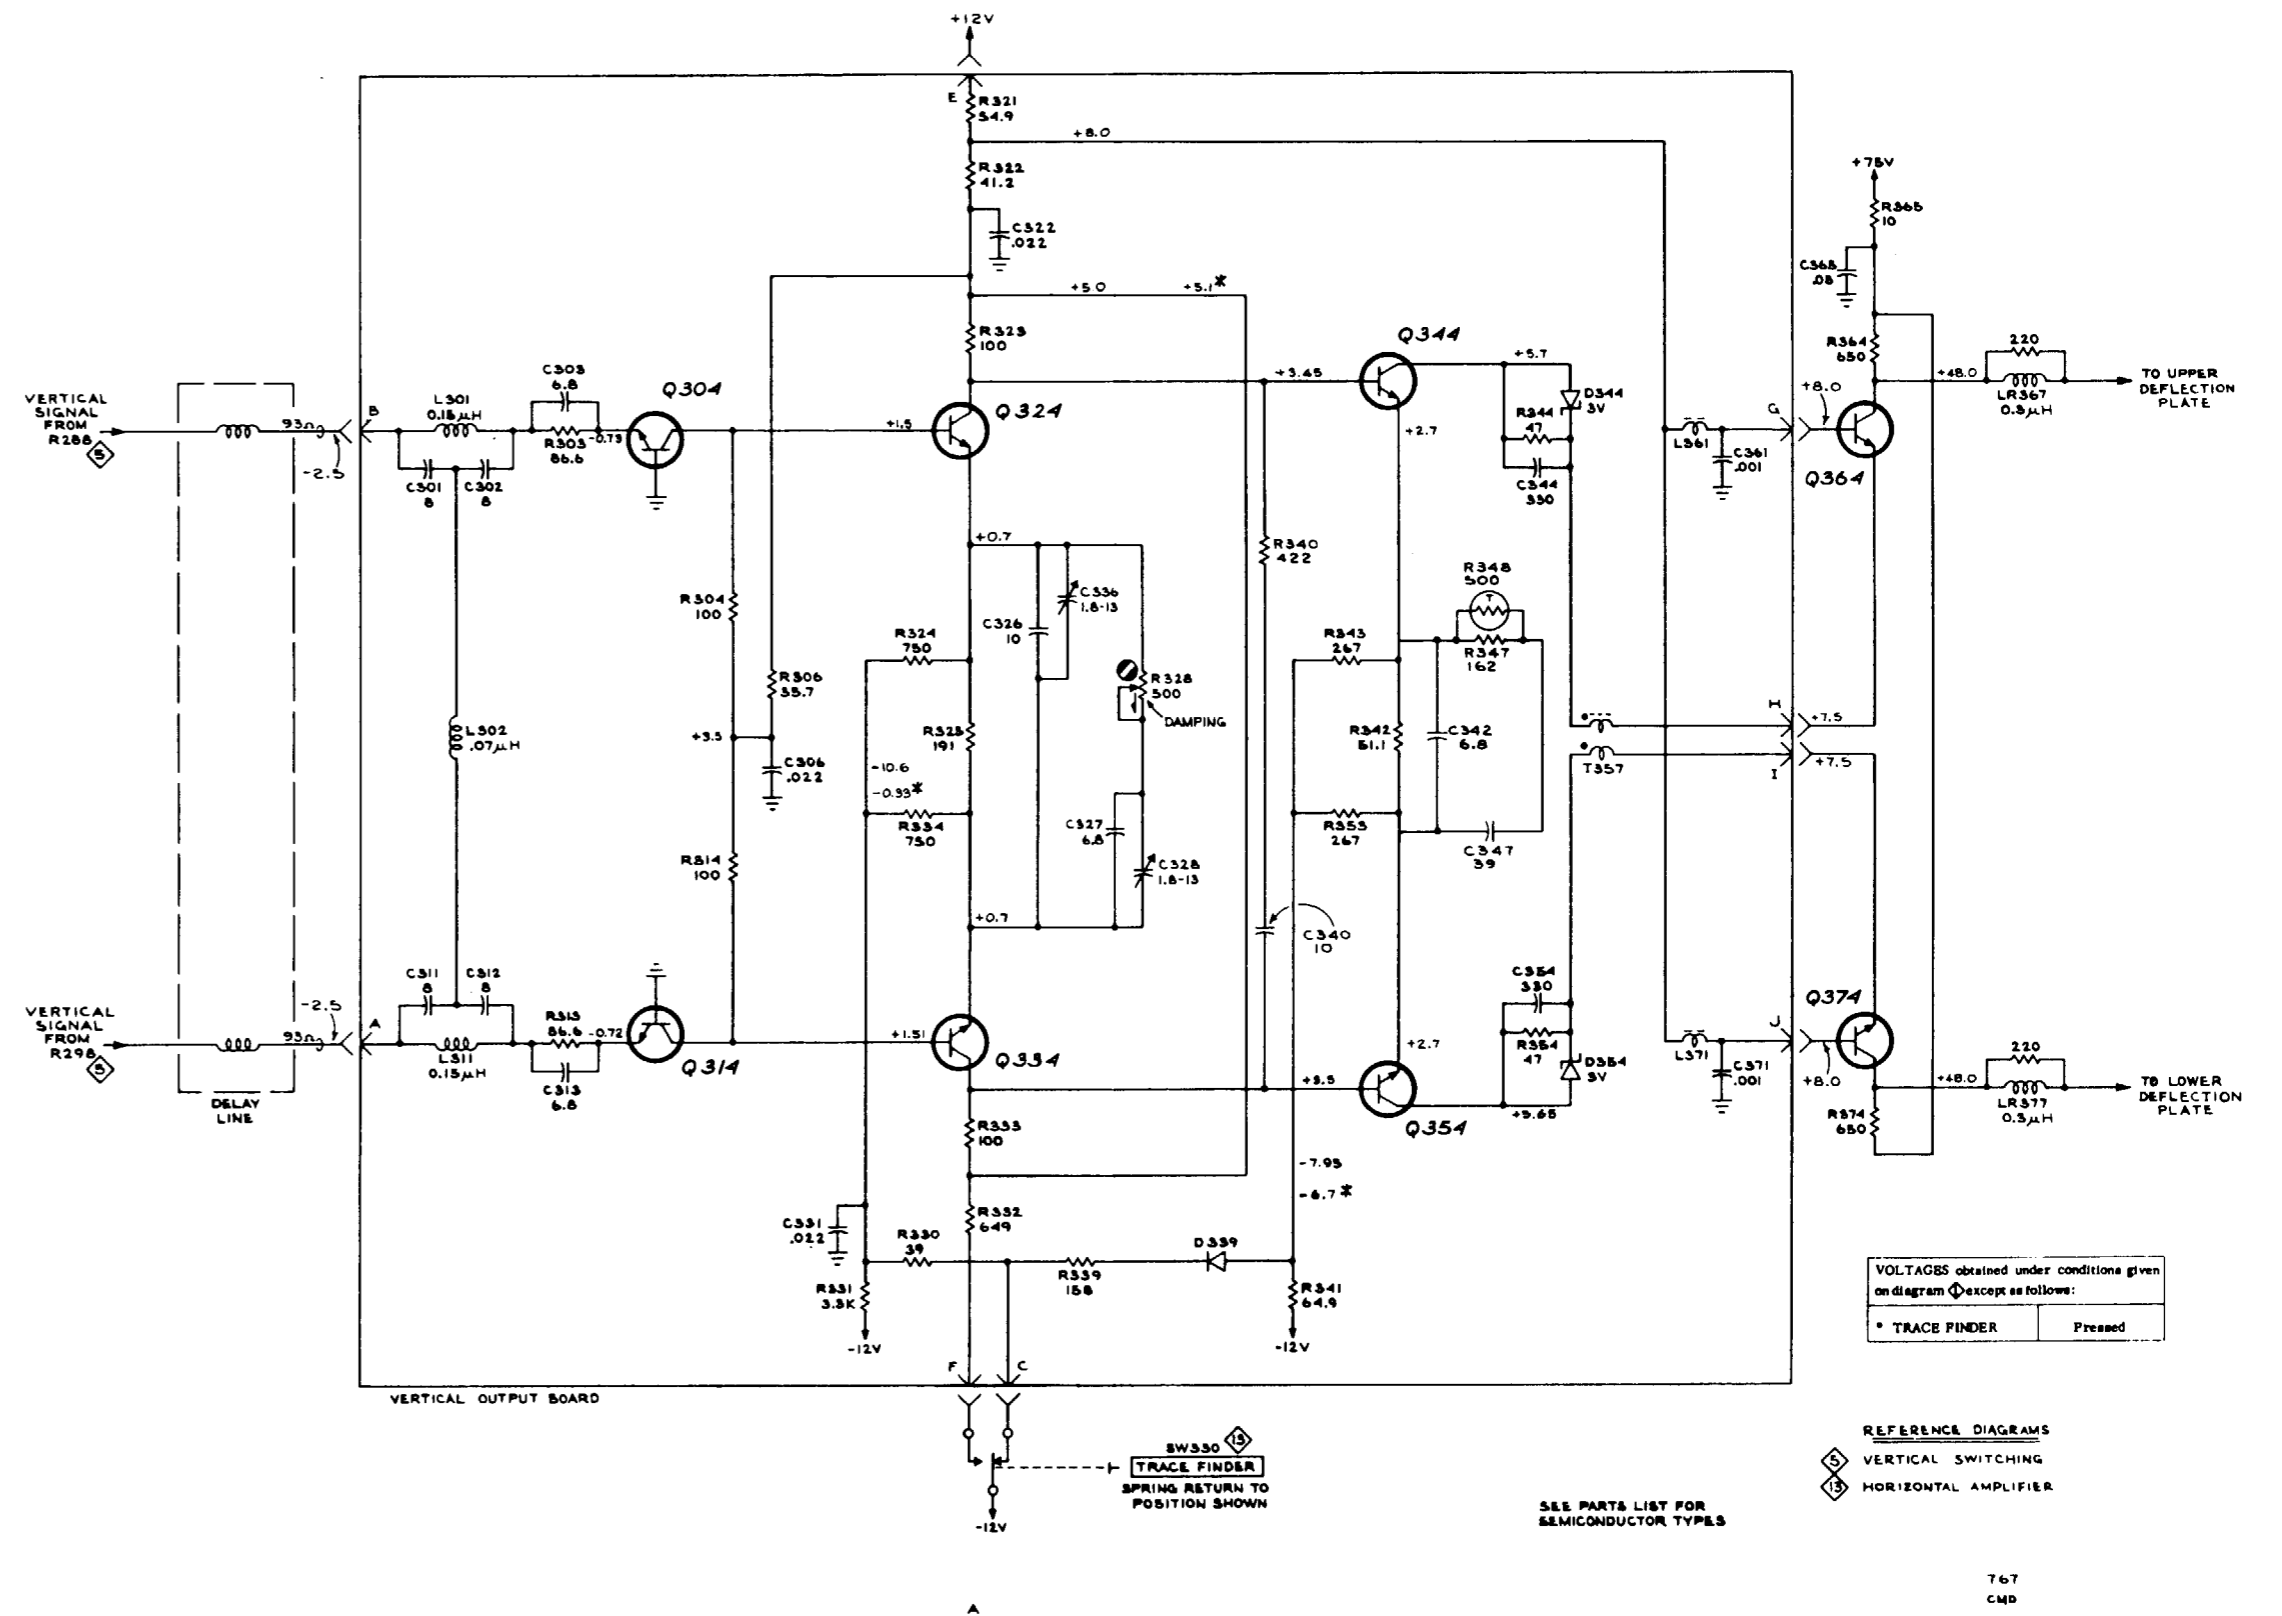 +12V
E
R321
54.9
+8.0
R322
41.2
+75V
R365
10
C322
.022
C365
.05
+5.0
+5.1*
R323
100
Q344
+5.7
R364
650
220
+48.0
TO UPPER
DEFLECTION
PLATE
LR367
0.3µH
C303
6.8
Q304
+3.45
D344
3V
+8.0
VERTICAL
SIGNAL
FROM
R288
5
93Ω
B
L301
0.15µH
R303
86.6
-0.73
+1.5
Q324
+2.7
R344
47
G
L361
C361
.001
Q364
-2.5
C301
8
C302
8
C344
330
+0.7
R340
422
R304
100
C336
1.8-13
R348
500
T
C326
10
R324
750
R343
267
R347
162
R306
35.7
R328
500
DAMPING
H
+7.5
L302
.07µH
+3.5
R325
191
R342
51.1
C342
6.8
T357
I
+7.5
C306
.022
-10.6
-0.33*
R334
750
C327
6.8
R353
267
R314
100
C347
39
C328
1.8-13
+0.7
C340
10
C311
8
C312
8
C354
330
Q374
VERTICAL
SIGNAL
FROM
R298
5
-2.5
93Ω
A
R313
86.6
-0.72
+1.51
Q334
+2.7
R354
47
J
L311
0.15µH
Q314
D354
3V
L371
C371
.001
+8.0
+48.0
220
LR377
0.3µH
TO LOWER
DEFLECTION
PLATE
DELAY
LINE
C313
6.8
+3.5
+5.65
R374
650
R333
100
Q354
-7.95
-6.7*
C331
.022
R332
649
R330
39
D339
R339
158
R331
3.3K
R341
64.9
-12V
-12V
VOLTAGES obtained under conditions given
on diagram 1 except as follows:
* TRACE FINDER Pressed
F
C
VERTICAL OUTPUT BOARD
SW330 13
TRACE FINDER
SPRING RETURN TO
POSITION SHOWN
-12V
REFERENCE DIAGRAMS
5 VERTICAL SWITCHING
13 HORIZONTAL AMPLIFIER
SEE PARTS LIST FOR
SEMICONDUCTOR TYPES
767
CMD
A